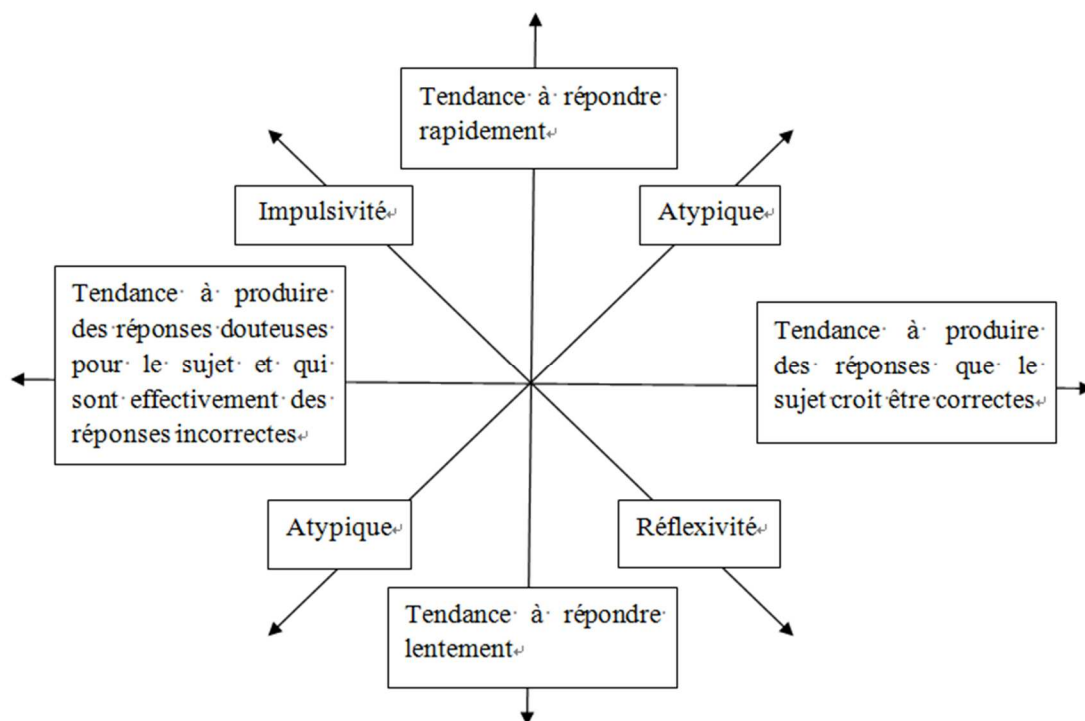 Tendance à répondre
rapidement
Impulsivité
Atypique
Tendance à produire
des réponses douteuses
pour le sujet et qui
sont effectivement des
réponses incorrectes
Tendance à produire
des réponses que le
sujet croit être correctes
Atypique
Réflexivité
Tendance à répondre
lentement